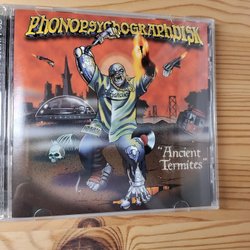 PHONOPSYCHOGRAPHDISK
"Ancient
Termites"